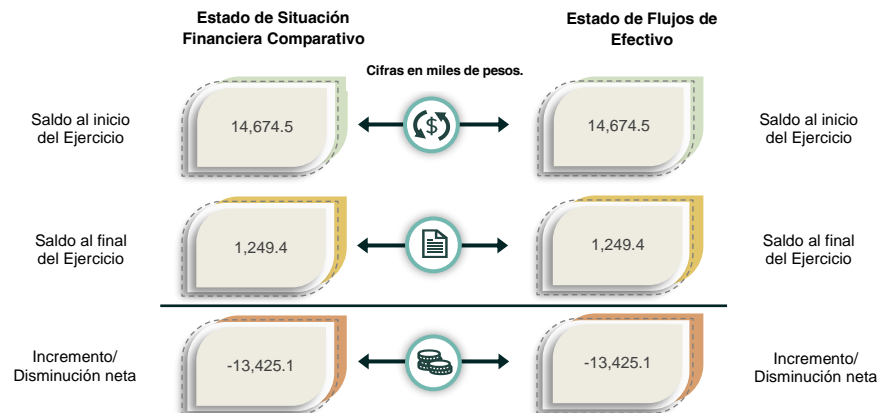 Estado de Situación
Financiera Comparativo
Estado de Flujos de
Efectivo
Cifras en miles de pesos.
Saldo al inicio
del Ejercicio
14,674.5
$
14,674.5
Saldo al inicio
del Ejercicio
Saldo al final
del Ejercicio
1,249.4
1,249.4
Saldo al final
del Ejercicio
Incremento/
Disminución neta
-13,425.1
-13,425.1
Incremento/
Disminución neta